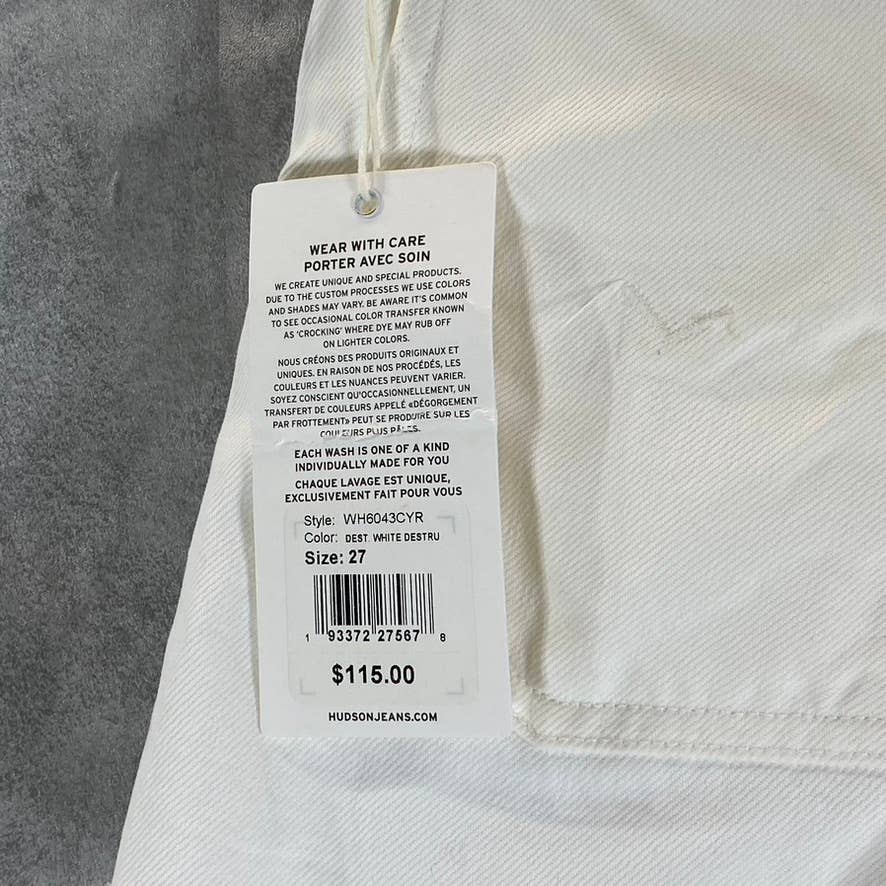 WEAR WITH CARE
PORTER AVEC SOIN
WE CREATE UNIQUE AND SPECIAL PRODUCTS.
DUE TO THE CUSTOM PROCESSES WE USE COLORS
AND SHADES MAY VARY. BE AWARE IT'S COMMON
TO SEE OCCASIONAL COLOR TRANSFER KNOWN
AS 'CROCKING' WHERE DYE MAY RUB OFF
ON LIGHTER COLORS.
NOUS CRÉONS DES PRODUITS ORIGINAUX ET
UNIQUES. EN RAISON DE NOS PROCÉDÉS, LES
COULEURS ET LES NUANCES PEUVENT VARIER.
SOYEZ CONSCIENT QU'OCCASIONNELLEMENT, UN
TRANSFERT DE COULEURS APPELÉ «DÉGORGEMENT
PAR FROTTEMENT» PEUT SE PRODUIRE SUR LES
COULEURS PLUS PÂLES.
EACH WASH IS ONE OF A KIND
INDIVIDUALLY MADE FOR YOU
CHAQUE LAVAGE EST UNIQUE,
EXCLUSIVEMENT FAIT POUR VOUS
Style: WH6043CYR
Color: DEST. WHITE DESTRU
Size: 27
1 93372 27567 8
$115.00
HUDSONJEANS.COM